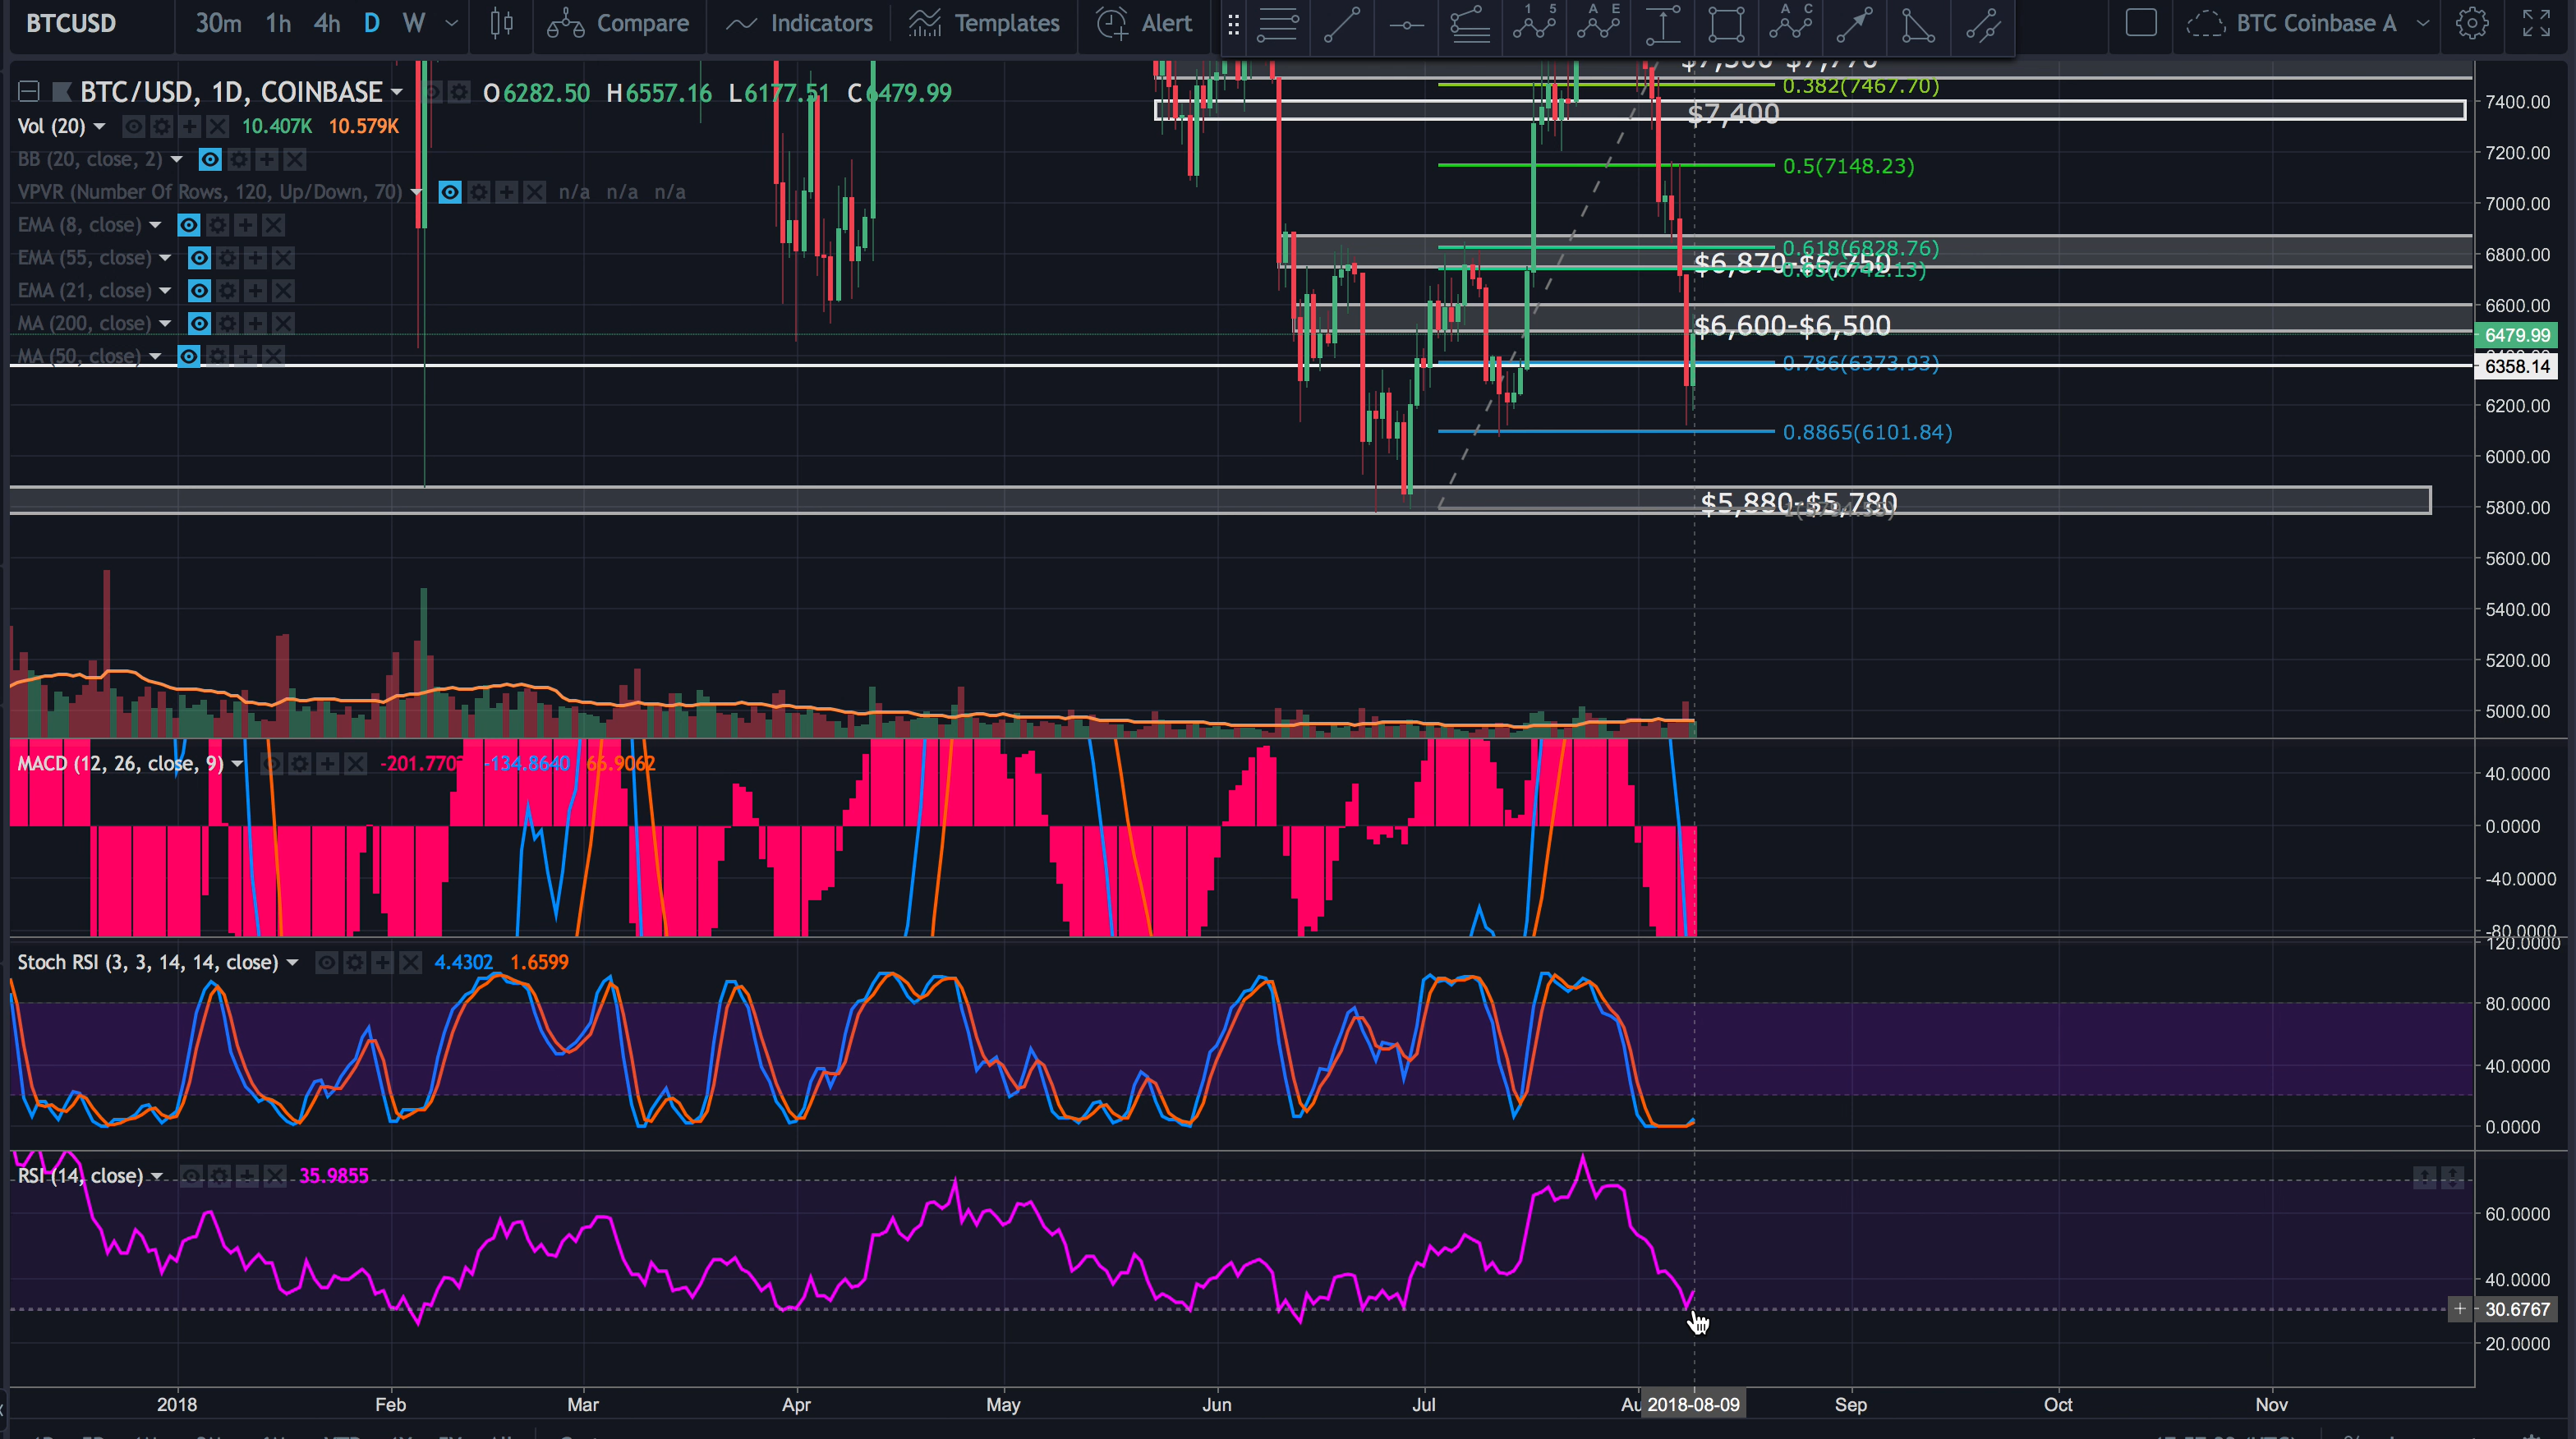 BTCUSD 30m 1h 4h D W Compare Indicators Templates Alert BTC Coinbase A
BTC/USD, 1D, COINBASE O6282.50 H6557.16 L6177.51 C6479.99
Vol (20) 10.407K 10.579K
BB (20, close, 2)
VPVR (Number Of Rows, 120, Up/Down, 70) n/a n/a n/a
EMA (8, close)
EMA (55, close)
EMA (21, close)
MA (200, close)
MA (50, close)
0.382(7467.70)
$7,400
0.5(7148.23)
0.618(6828.76)
$6,870-$6,750
$6,600-$6,500
0.786(6373.93)
0.8865(6101.84)
$5,880-$5,780
7400.00
7200.00
7000.00
6800.00
6600.00
6479.99
6358.14
6200.00
6000.00
5800.00
5600.00
5400.00
5200.00
5000.00
MACD (12, 26, close, 9) -134.8640 66.9062
40.0000
0.0000
-40.0000
-80.0000
Stoch RSI (3, 3, 14, 14, close) 4.4302 1.6599
120.0000
80.0000
40.0000
0.0000
RSI (14, close) 35.9855
60.0000
40.0000
30.6767
20.0000
2018 Feb Mar Apr May Jun Jul Au 2018-08-09 Sep Oct Nov